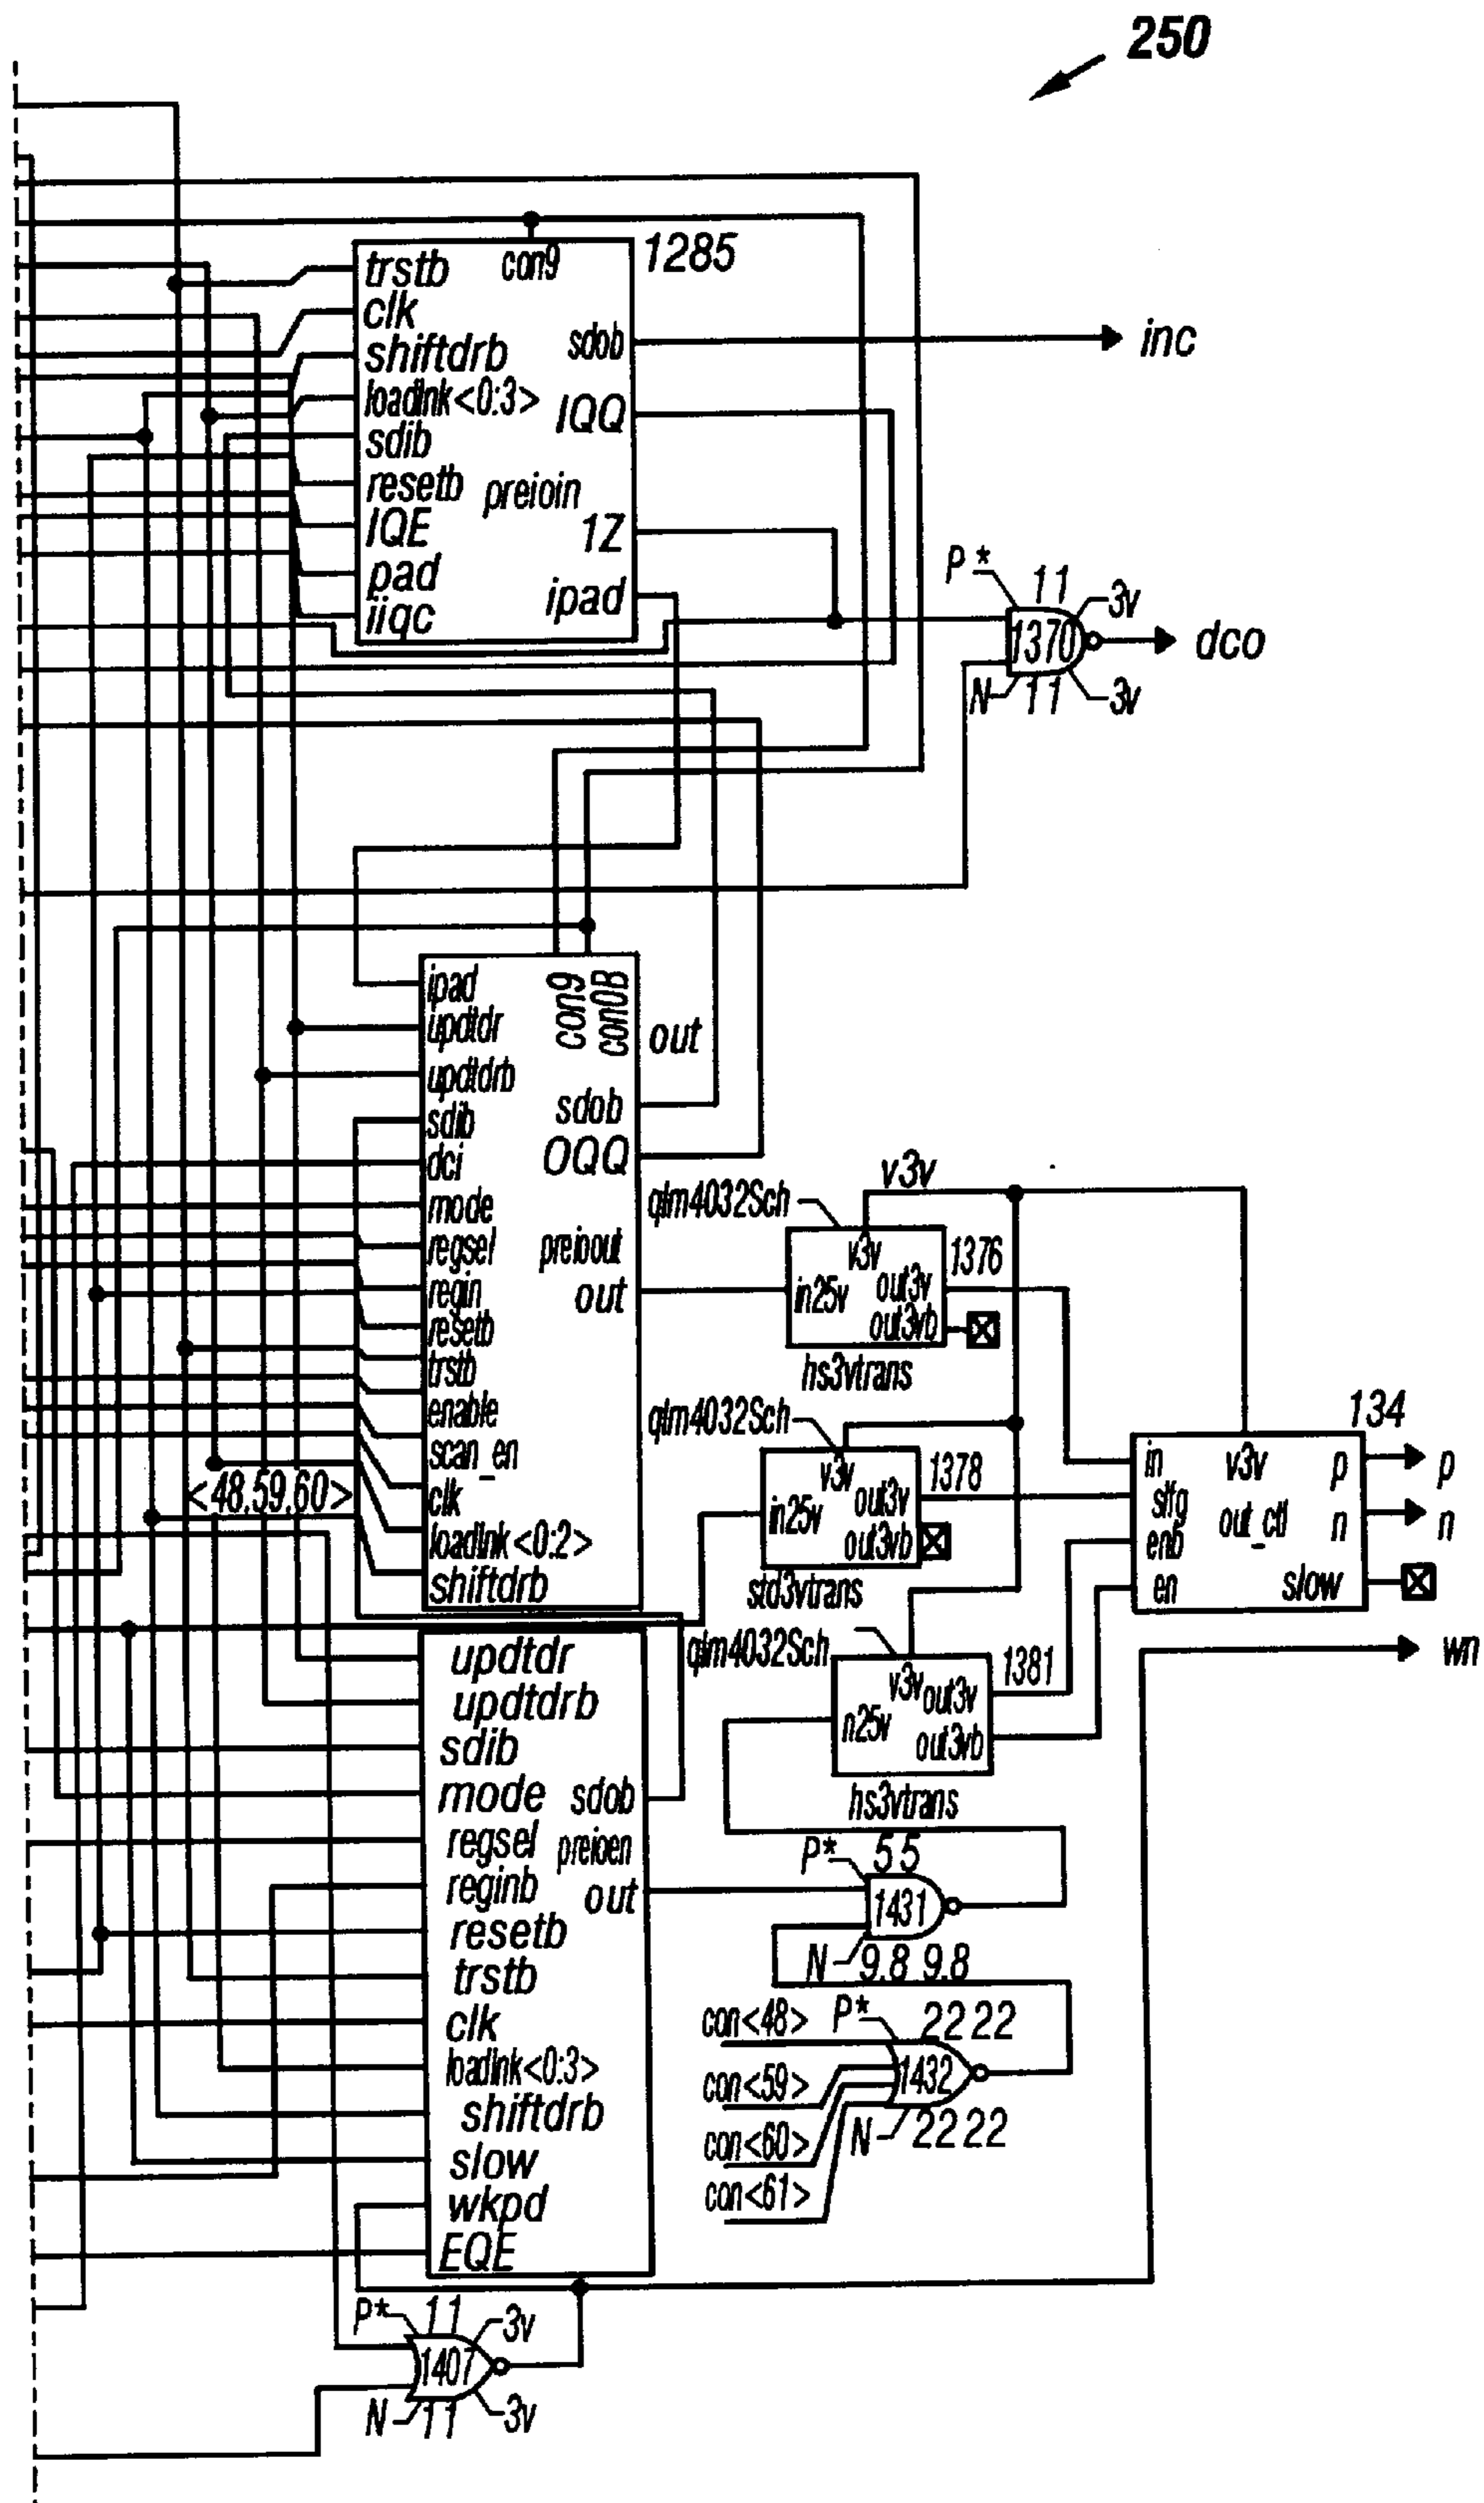 250
1285
trstb
con9
clk
shiftdrb
sdob
inc
loadlnk<0:3>
IQQ
sdib
resetb
preioin
IQE
1Z
pad
ipad
iiqc
P*
11
3v
1370
dco
N
11
3v
ipad
con9
con0B
updtdr
out
updtdrb
sdib
sdob
dci
OQQ
mode
regsel
preioout
regin
out
resetb
trstb
enable
scan_en
clk
<48.59.60>
loadlnk<0:2>
shiftdrb
v3v
qtm4032Sch
v3v
1376
in25v
out3v
out3vb
hs3vtrans
qtm4032Sch
v3v
1378
in25v
out3v
out3vb
std3vtrans
134
in
v3v
p
p
slfg
out_ctl
n
n
enb
en
slow
wn
qtm4032Sch
v3v
1381
out3v
n25v
out3vb
hs3vtrans
updtdr
updtdrb
sdib
mode
sdob
regsel
preioen
reginb
out
resetb
trstb
clk
loadlnk<0:3>
shiftdrb
slow
wkpd
EQE
P*
55
1431
N
9.8 9.8
con<48>
P*
22 22
con<59>
1432
con<60>
N
22 22
con<61>
P*
11
3v
1407
N
11
3v